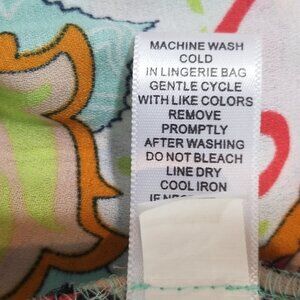 MACHINE WASH
COLD
IN LINGERIE BAG
GENTLE CYCLE
WITH LIKE COLORS
REMOVE
PROMPTLY
AFTER WASHING
DO NOT BLEACH
LINE DRY
COOL IRON
IF